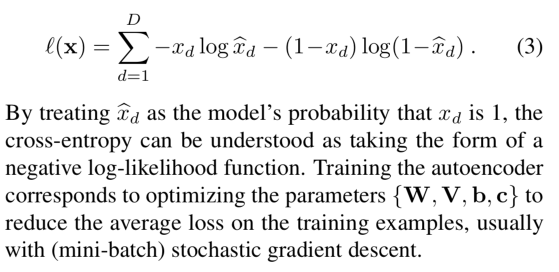 ℓ(x) = ∑_{d=1}^{D} −x_d log x̂_d − (1−x_d) log(1−x̂_d) . (3)
By treating x̂_d as the model's probability that x_d is 1, the
cross-entropy can be understood as taking the form of a
negative log-likelihood function. Training the autoencoder
corresponds to optimizing the parameters {W, V, b, c} to
reduce the average loss on the training examples, usually
with (mini-batch) stochastic gradient descent.